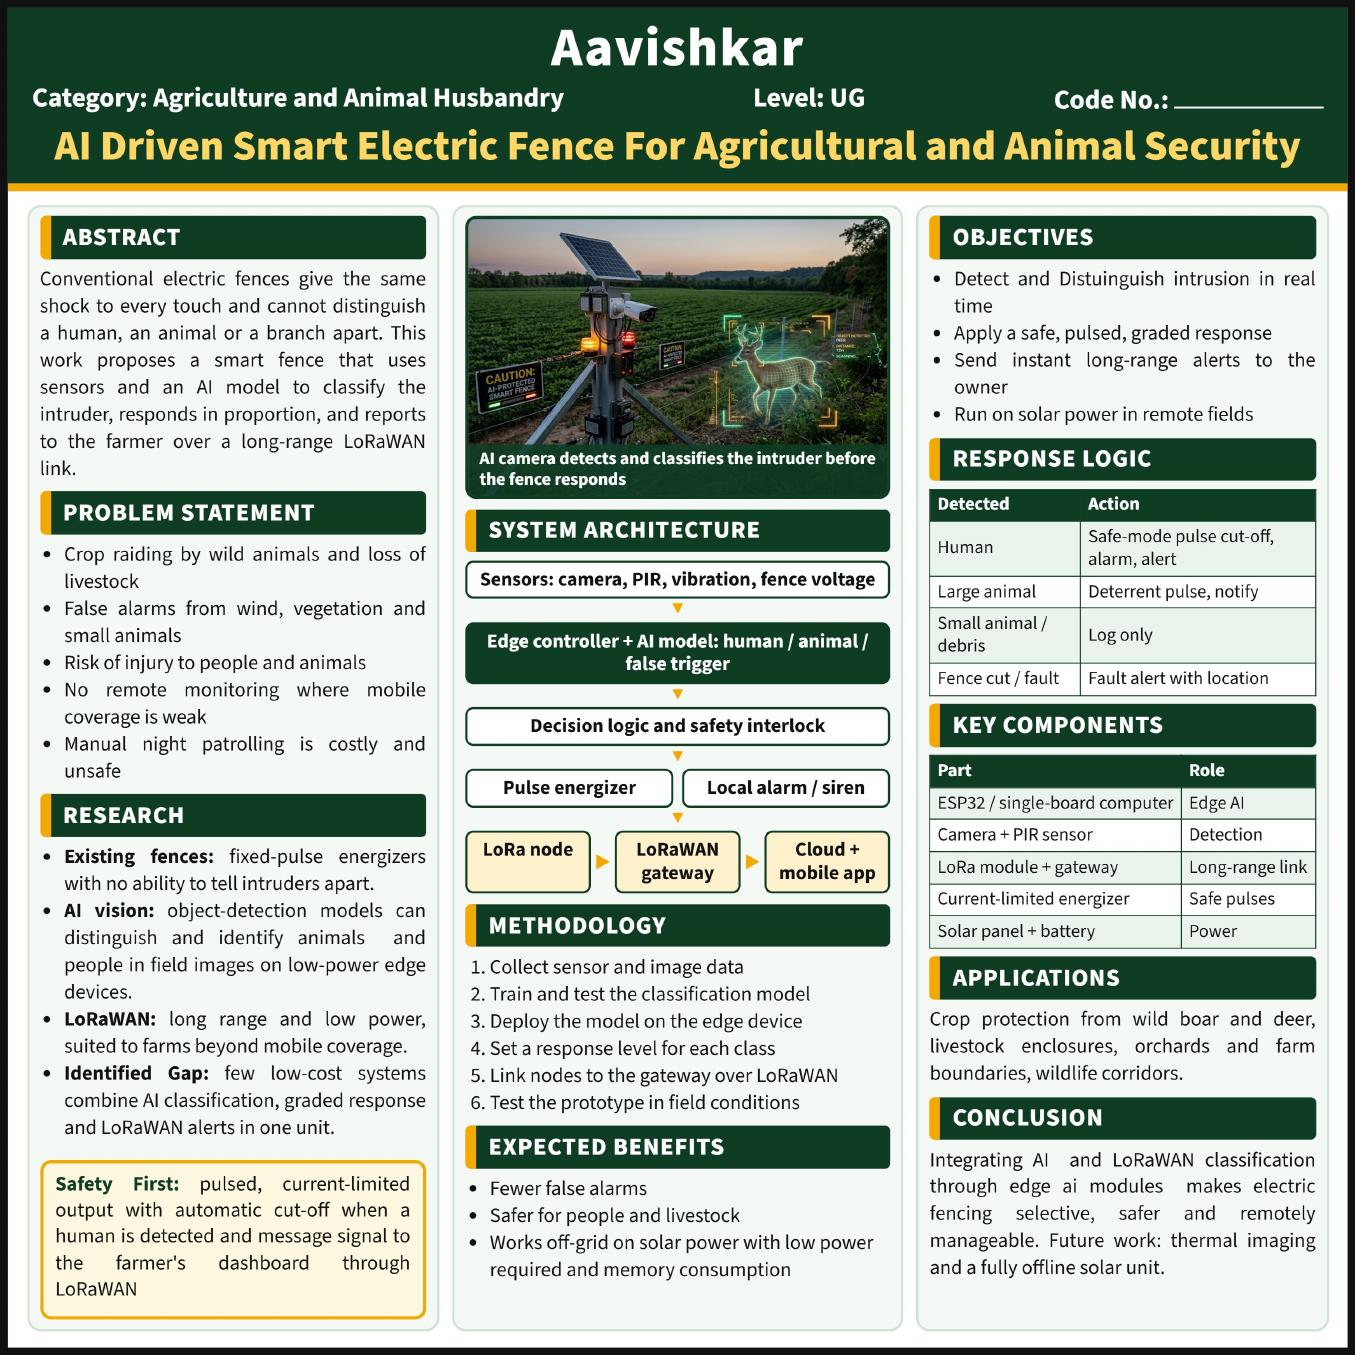 Aavishkar
Category: Agriculture and Animal Husbandry
Level: UG
Code No.:
AI Driven Smart Electric Fence For Agricultural and Animal Security
ABSTRACT
Conventional electric fences give the same
shock to every touch and cannot distinguish
a human, an animal or a branch apart. This
work proposes a smart fence that uses
sensors and an AI model to classify the
intruder, responds in proportion, and reports
to the farmer over a long-range LoRaWAN
link.
PROBLEM STATEMENT
• Crop raiding by wild animals and loss of
livestock
• False alarms from wind, vegetation and
small animals
• Risk of injury to people and animals
• No remote monitoring where mobile
coverage is weak
• Manual night patrolling is costly and
unsafe
RESEARCH
• Existing fences: fixed-pulse energizers
with no ability to tell intruders apart.
• AI vision: object-detection models can
distinguish and identify animals and
people in field images on low-power edge
devices.
• LoRaWAN: long range and low power,
suited to farms beyond mobile coverage.
• Identified Gap: few low-cost systems
combine AI classification, graded response
and LoRaWAN alerts in one unit.
Safety First: pulsed, current-limited
output with automatic cut-off when a
human is detected and message signal to
the farmer's dashboard through
LoRaWAN
CAUTION:
AI-PROTECTED
SMART FENCE
CAUTION
AI camera detects and classifies the intruder before
the fence responds
SYSTEM ARCHITECTURE
Sensors: camera, PIR, vibration, fence voltage
Edge controller + AI model: human / animal /
false trigger
Decision logic and safety interlock
Pulse energizer
Local alarm / siren
LoRa node
LoRaWAN
gateway
Cloud +
mobile app
METHODOLOGY
1. Collect sensor and image data
2. Train and test the classification model
3. Deploy the model on the edge device
4. Set a response level for each class
5. Link nodes to the gateway over LoRaWAN
6. Test the prototype in field conditions
EXPECTED BENEFITS
• Fewer false alarms
• Safer for people and livestock
• Works off-grid on solar power with low power
required and memory consumption
OBJECTIVES
• Detect and Distuinguish intrusion in real
time
• Apply a safe, pulsed, graded response
• Send instant long-range alerts to the
owner
• Run on solar power in remote fields
RESPONSE LOGIC
Detected Action
Human Safe-mode pulse cut-off,
alarm, alert
Large animal Deterrent pulse, notify
Small animal /
debris Log only
Fence cut / fault Fault alert with location
KEY COMPONENTS
Part Role
ESP32 / single-board computer Edge AI
Camera + PIR sensor Detection
LoRa module + gateway Long-range link
Current-limited energizer Safe pulses
Solar panel + battery Power
APPLICATIONS
Crop protection from wild boar and deer,
livestock enclosures, orchards and farm
boundaries, wildlife corridors.
CONCLUSION
Integrating AI and LoRaWAN classification
through edge ai modules makes electric
fencing selective, safer and remotely
manageable. Future work: thermal imaging
and a fully offline solar unit.